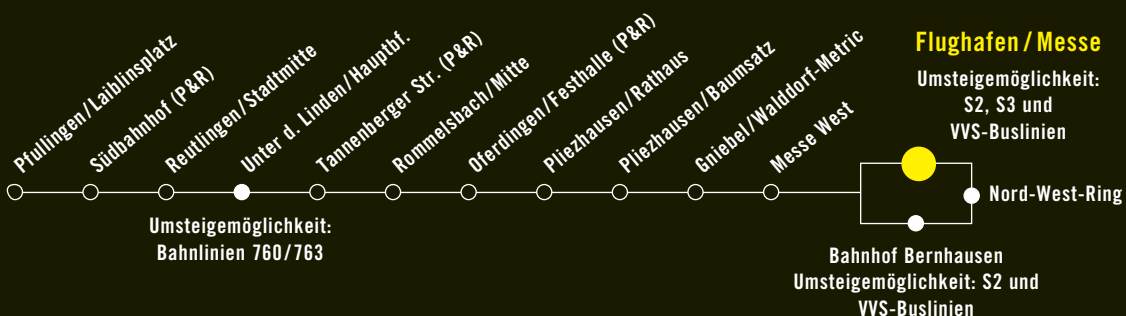 Pfullingen/Laiblinsplatz
Südbahnhof (P&R)
Reutlingen/Stadtmitte
Unter d. Linden/Hauptbf.
Tannenberger Str. (P&R)
Rommelsbach/Mitte
Oferdingen/Festhalle (P&R)
Pliezhausen/Rathaus
Pliezhausen/Baumsatz
Gniebel/Walddorf-Metric
Messe West
Flughafen/Messe
Umsteigemöglichkeit:
S2, S3 und
VVS-Buslinien
Nord-West-Ring
Umsteigemöglichkeit:
Bahnlinien 760/763
Bahnhof Bernhausen
Umsteigemöglichkeit: S2 und
VVS-Buslinien